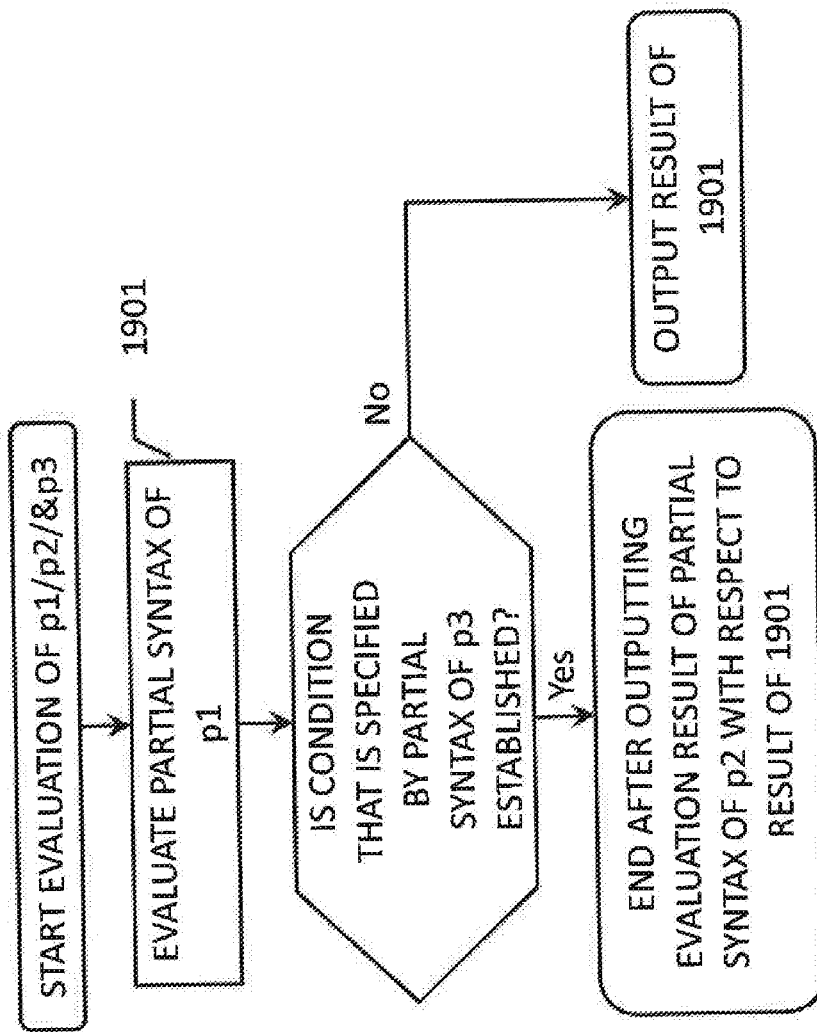 START EVALUATION OF p1/p2/&p3
1901
EVALUATE PARTIAL SYNTAX OF
p1
IS CONDITION
THAT IS SPECIFIED
BY PARTIAL
SYNTAX OF p3
ESTABLISHED?
No
Yes
END AFTER OUTPUTTING
EVALUATION RESULT OF PARTIAL
SYNTAX OF p2 WITH RESPECT TO
RESULT OF 1901
OUTPUT RESULT OF
1901